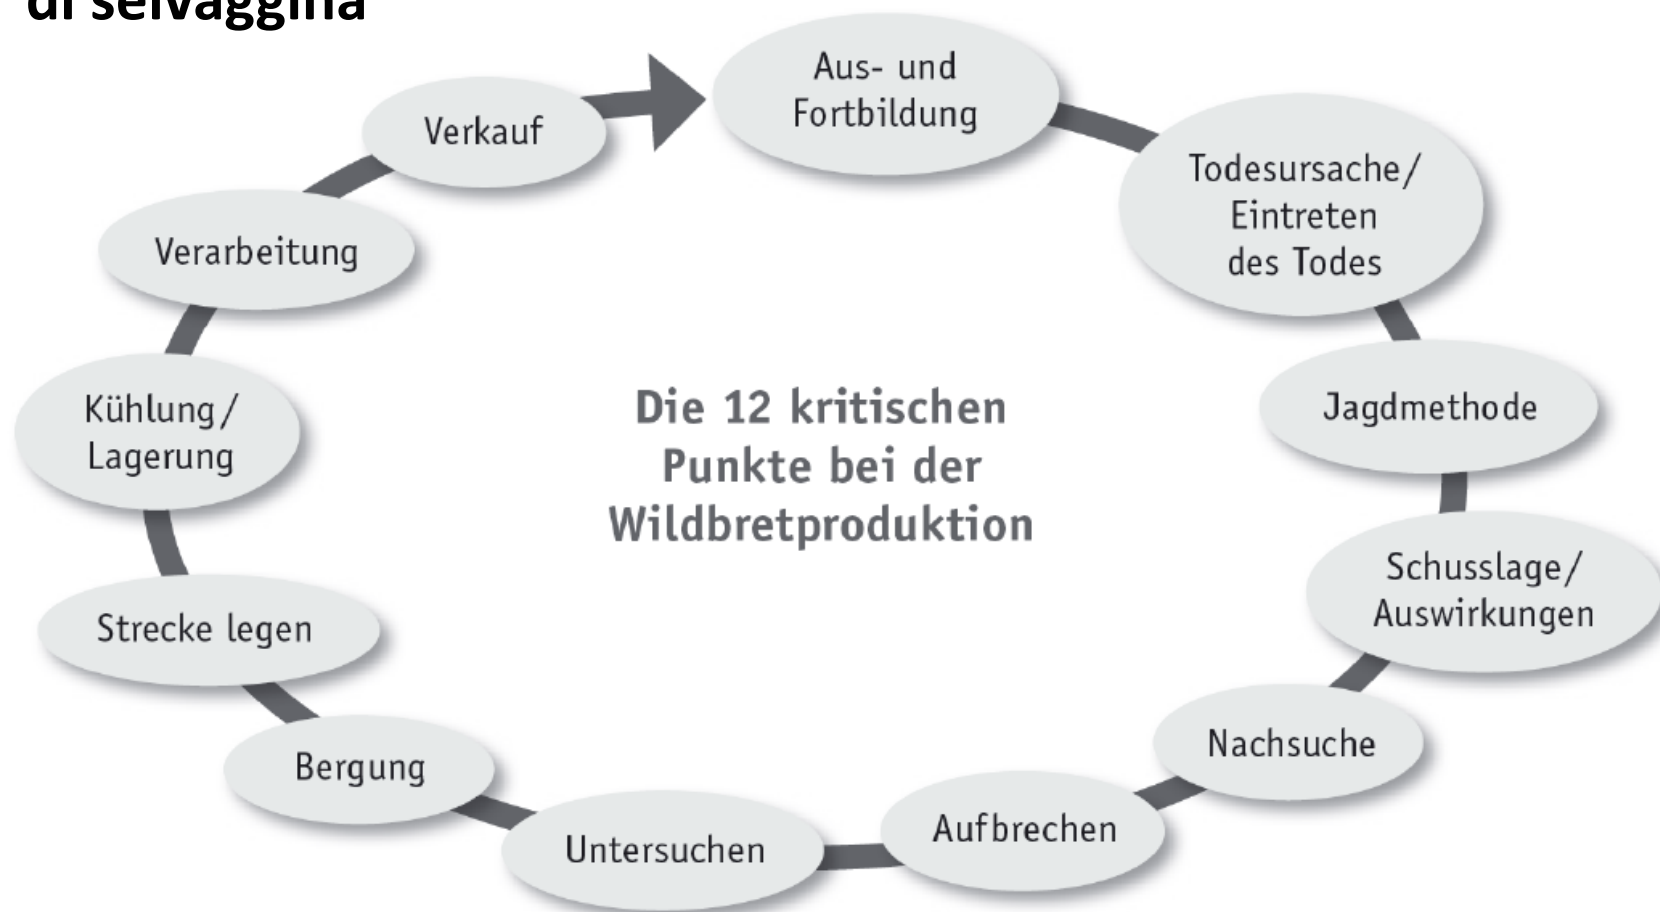 di selvaggina
Aus- und
Fortbildung
Todesursache/
Eintreten
des Todes
Jagdmethode
Schusslage/
Auswirkungen
Nachsuche
Aufbrechen
Untersuchen
Bergung
Strecke legen
Kühlung/
Lagerung
Verarbeitung
Verkauf
Die 12 kritischen
Punkte bei der
Wildbretproduktion